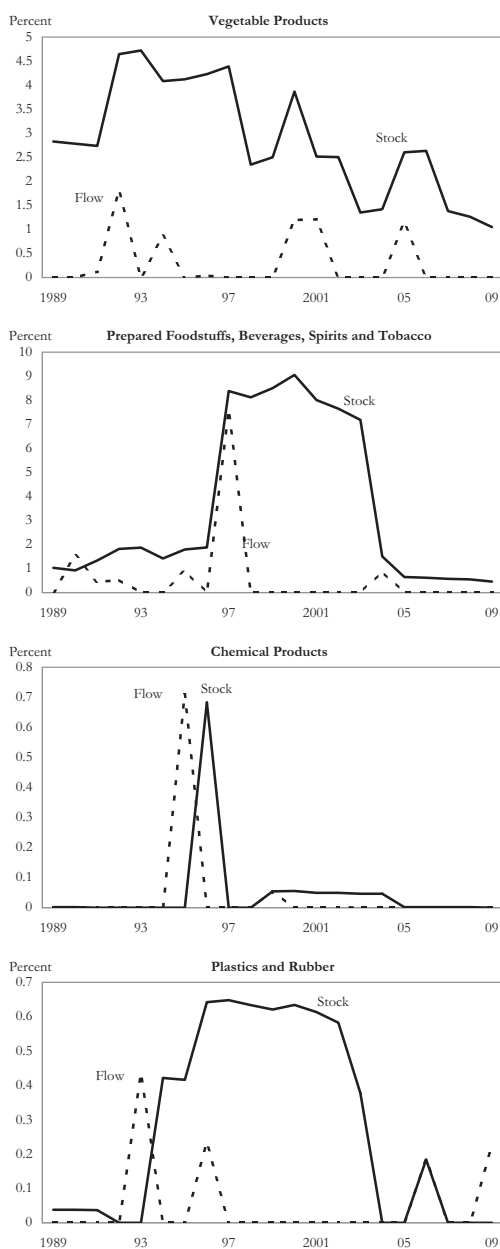 Percent Vegetable Products
5
4.5
4
3.5
3
2.5
2
1.5
1
0.5
0
Stock
Flow
1989 93 97 2001 05 09
Percent Prepared Foodstuffs, Beverages, Spirits and Tobacco
10
9
8
7
6
5
4
3
2
1
0
Stock
Flow
1989 93 97 2001 05 09
Percent Chemical Products
0.8
0.7
0.6
0.5
0.4
0.3
0.2
0.1
0
Flow Stock
1989 93 97 2001 05 09
Percent Plastics and Rubber
0.7
0.6
0.5
0.4
0.3
0.2
0.1
0
Stock
Flow
1989 93 97 2001 05 09